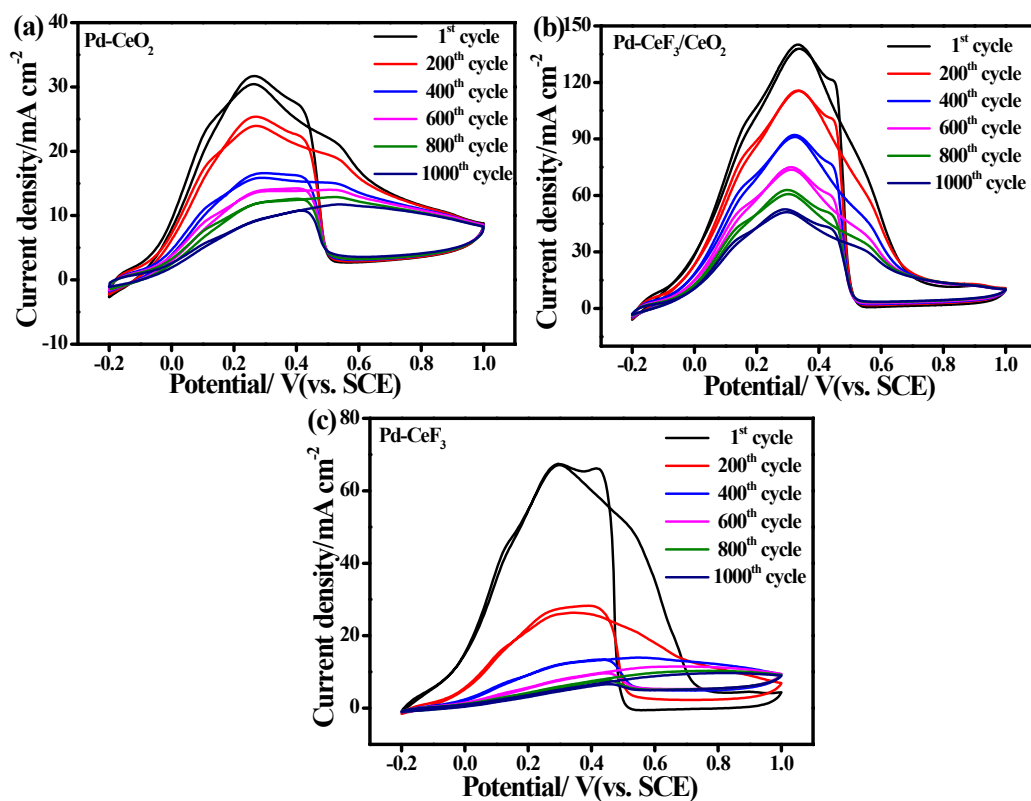 (a)
Pd-CeO₂
1ˢᵗ cycle
200ᵗʰ cycle
400ᵗʰ cycle
600ᵗʰ cycle
800ᵗʰ cycle
1000ᵗʰ cycle
Current density/mA cm⁻²
40
30
20
10
0
-10
-0.2 0.0 0.2 0.4 0.6 0.8 1.0
Potential/ V(vs. SCE)
(b)
Pd-CeF₃/CeO₂
1ˢᵗ cycle
200ᵗʰ cycle
400ᵗʰ cycle
600ᵗʰ cycle
800ᵗʰ cycle
1000ᵗʰ cycle
Current density/mA cm⁻²
150
120
90
60
30
0
-0.2 0.0 0.2 0.4 0.6 0.8 1.0
Potential/ V(vs. SCE)
(c)
Pd-CeF₃
1ˢᵗ cycle
200ᵗʰ cycle
400ᵗʰ cycle
600ᵗʰ cycle
800ᵗʰ cycle
1000ᵗʰ cycle
Current density/mA cm⁻²
80
60
40
20
0
-0.2 0.0 0.2 0.4 0.6 0.8 1.0
Potential/ V(vs. SCE)